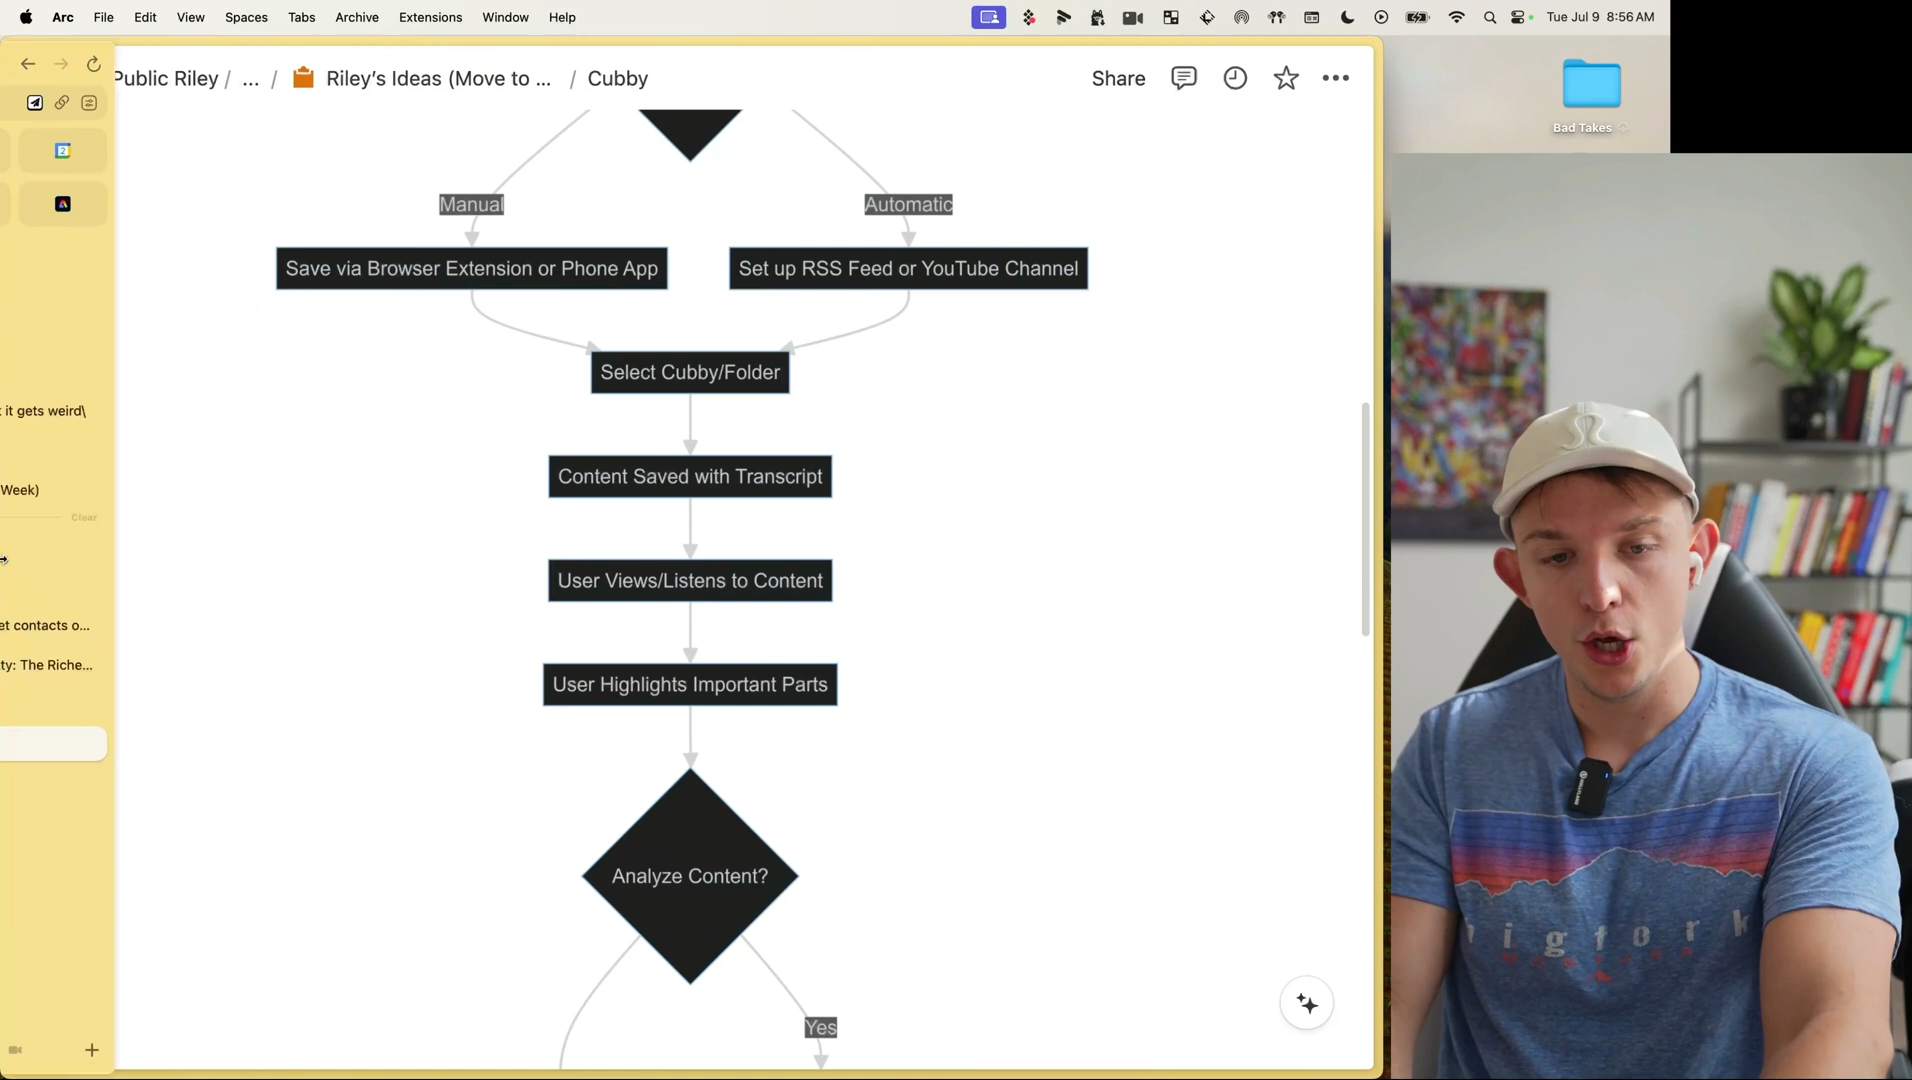 Arc File Edit View Spaces Tabs Archive Extensions Window Help
Tue Jul 9 8:56 AM
Public Riley / ... / Riley's Ideas (Move to ... / Cubby
Share
Bad Takes
2
Manual
Automatic
Save via Browser Extension or Phone App
Set up RSS Feed or YouTube Channel
Select Cubby/Folder
it gets weird\
Content Saved with Transcript
Week)
Clear
User Views/Listens to Content
et contacts o...
ty: The Riche...
User Highlights Important Parts
Analyze Content?
Yes